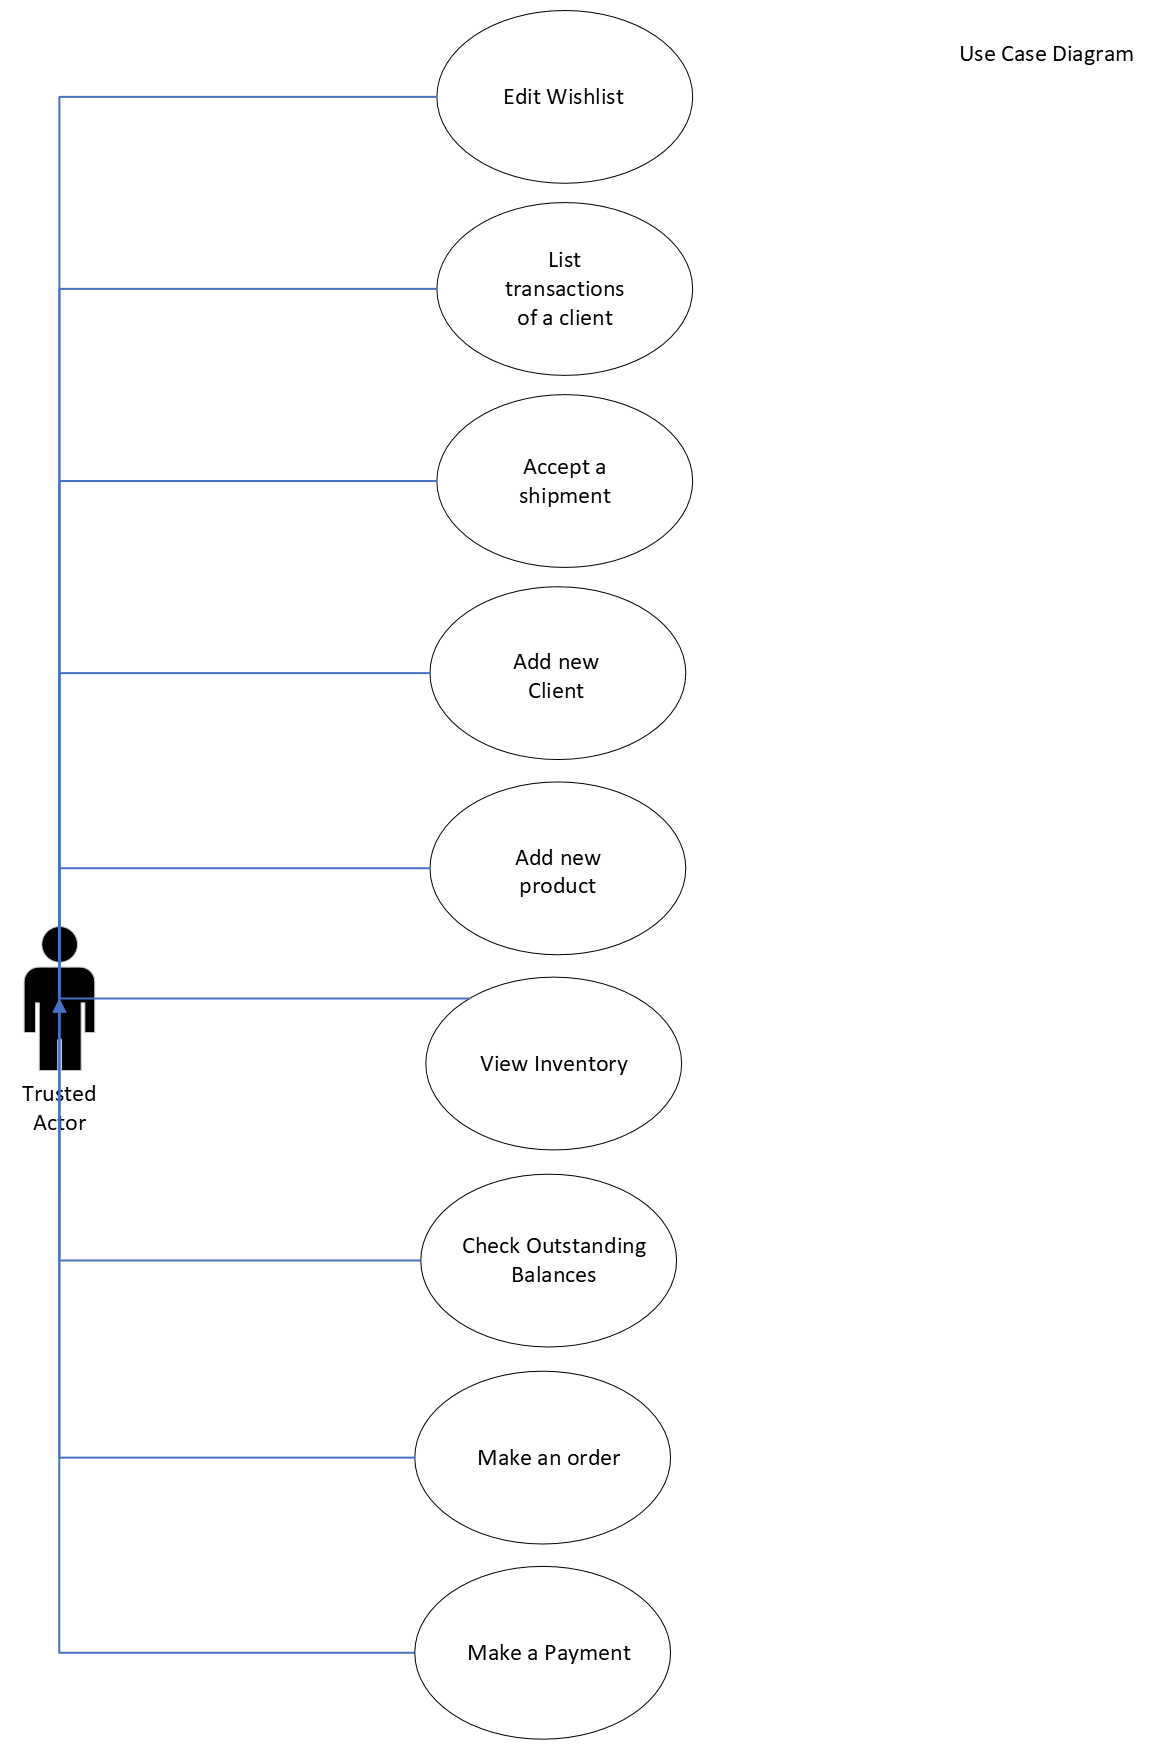 Use Case Diagram
Edit Wishlist
List
transactions
of a client
Accept a
shipment
Add new
Client
Add new
product
Trusted
Actor
View Inventory
Check Outstanding
Balances
Make an order
Make a Payment